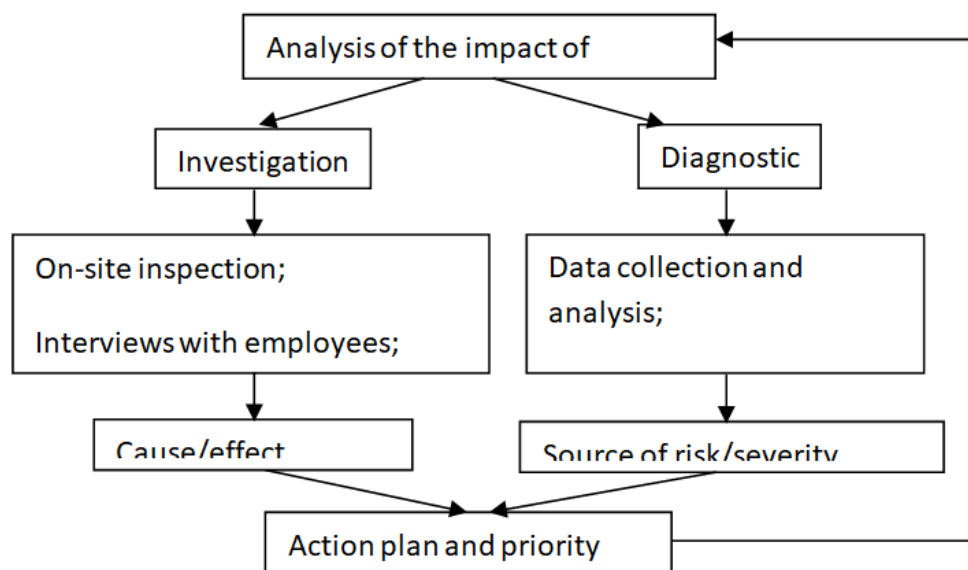 Analysis of the impact of
Investigation
Diagnostic
On-site inspection;
Interviews with employees;
Data collection and
analysis;
Cause/effect
Source of risk/severity
Action plan and priority